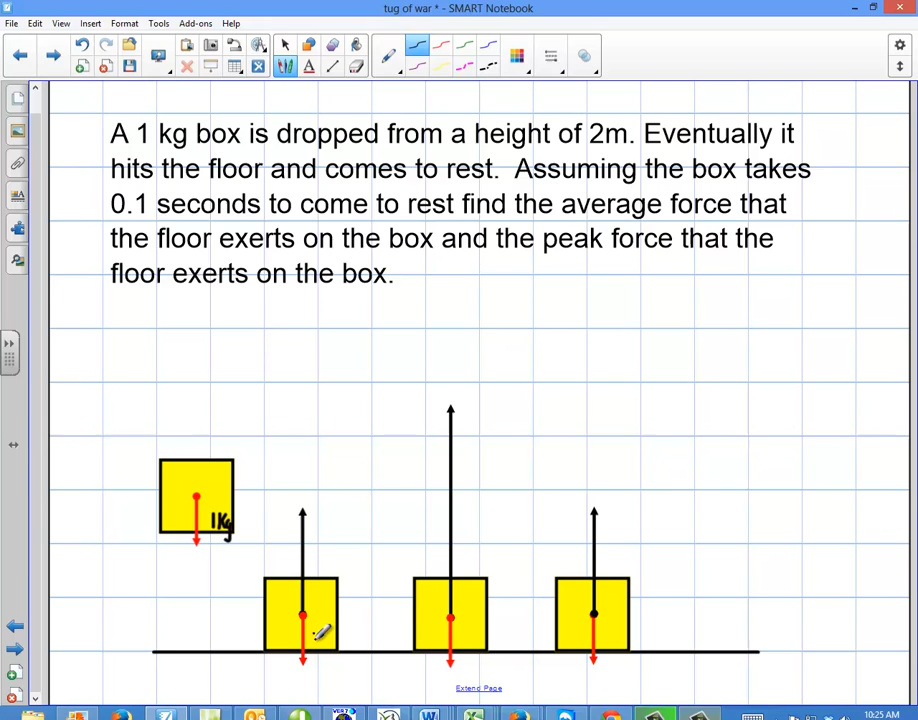 tug of war * - SMART Notebook
File Edit View Insert Format Tools Add-ons Help
A 1 kg box is dropped from a height of 2m. Eventually it
hits the floor and comes to rest. Assuming the box takes
0.1 seconds to come to rest find the average force that
the floor exerts on the box and the peak force that the
floor exerts on the box.
1Kg
Extend Page
10:25 AM